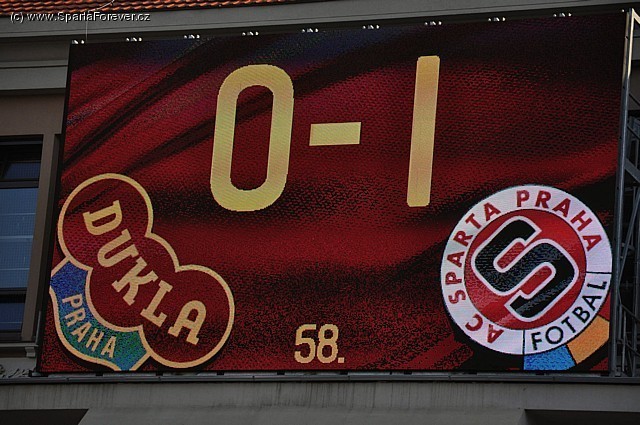 (c) www.SpartaForever.cz
0-1
DUKLA
PRAHA
AC SPARTA PRAHA
S
FOTBAL
58.